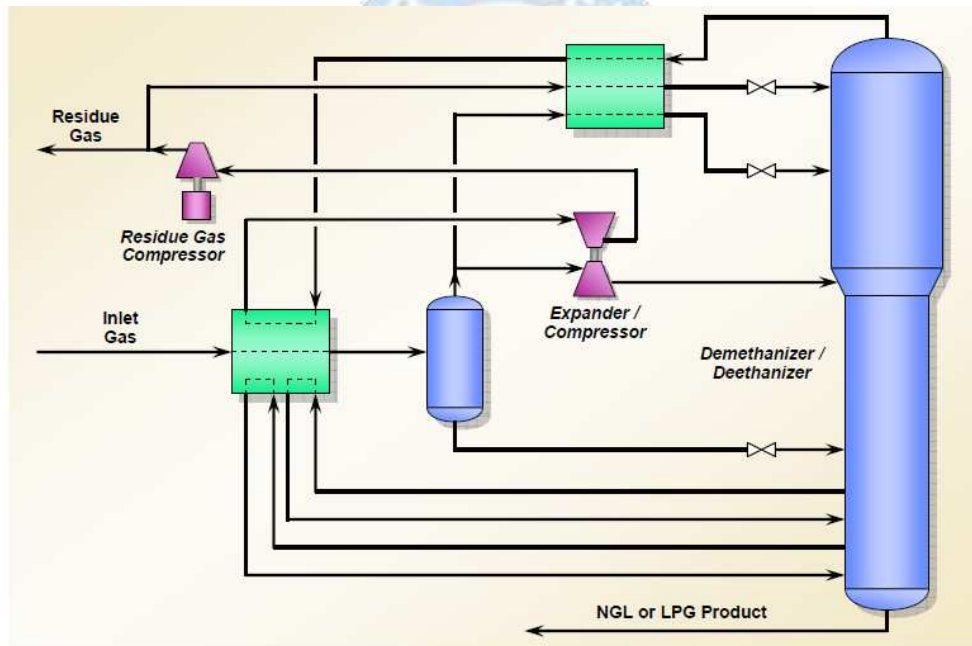 Residue
Gas
Residue Gas
Compressor
Inlet
Gas
Expander /
Compressor
Demethanizer /
Deethanizer
NGL or LPG Product